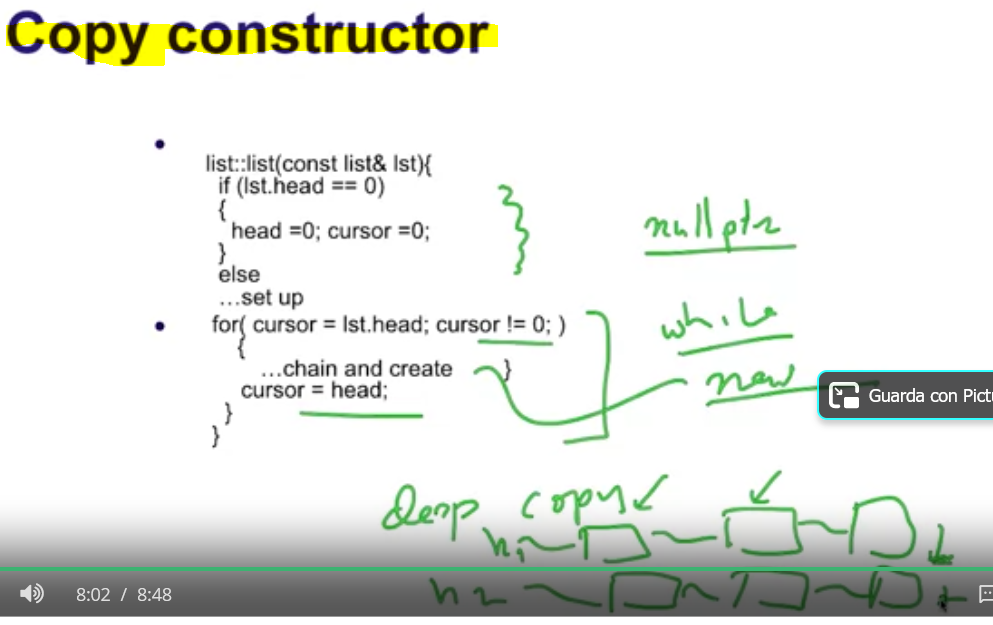 Copy constructor
list::list(const list& lst){
if (lst.head == 0)
{
head =0; cursor =0;
}
else
...set up
for( cursor = lst.head; cursor != 0; )
{
...chain and create }
cursor = head;
}
}
nullptr
while
new
Guarda con Pict
deep copy
h1
h2
8:02 / 8:48